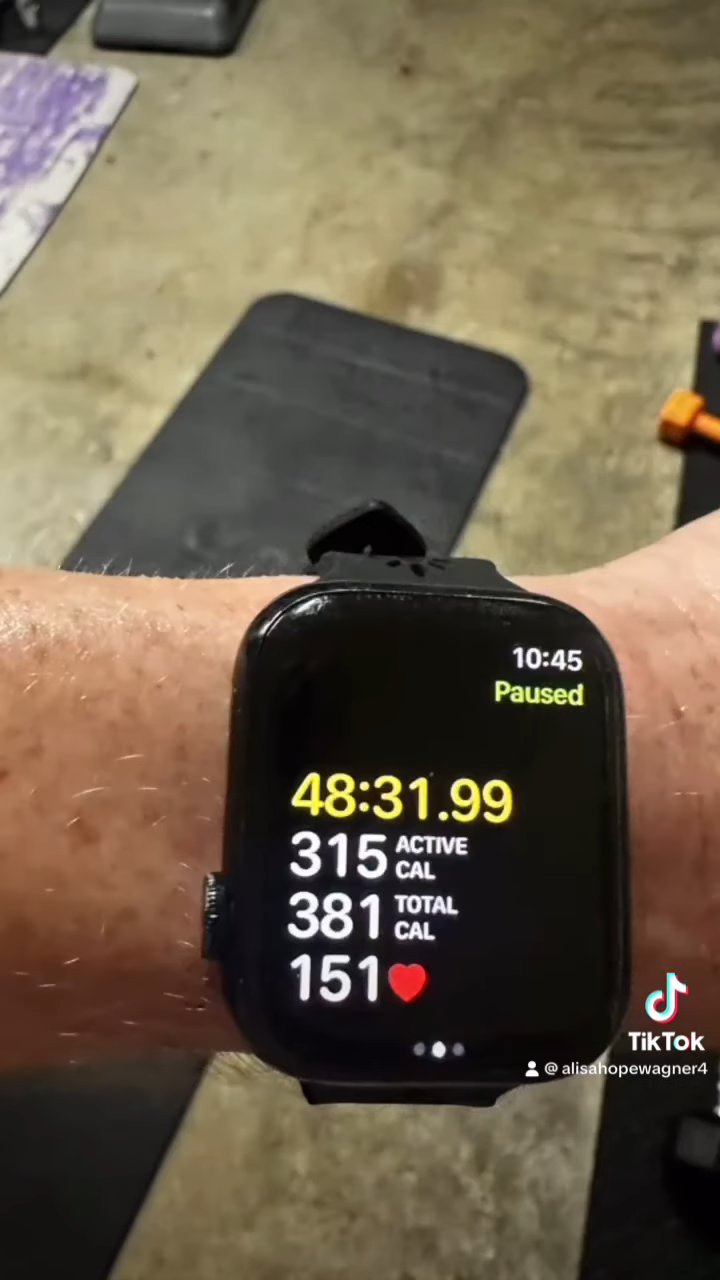 10:45
Paused
48:31.99
315 ACTIVE CAL
381 TOTAL CAL
151
TikTok
@ alisahopewagner4